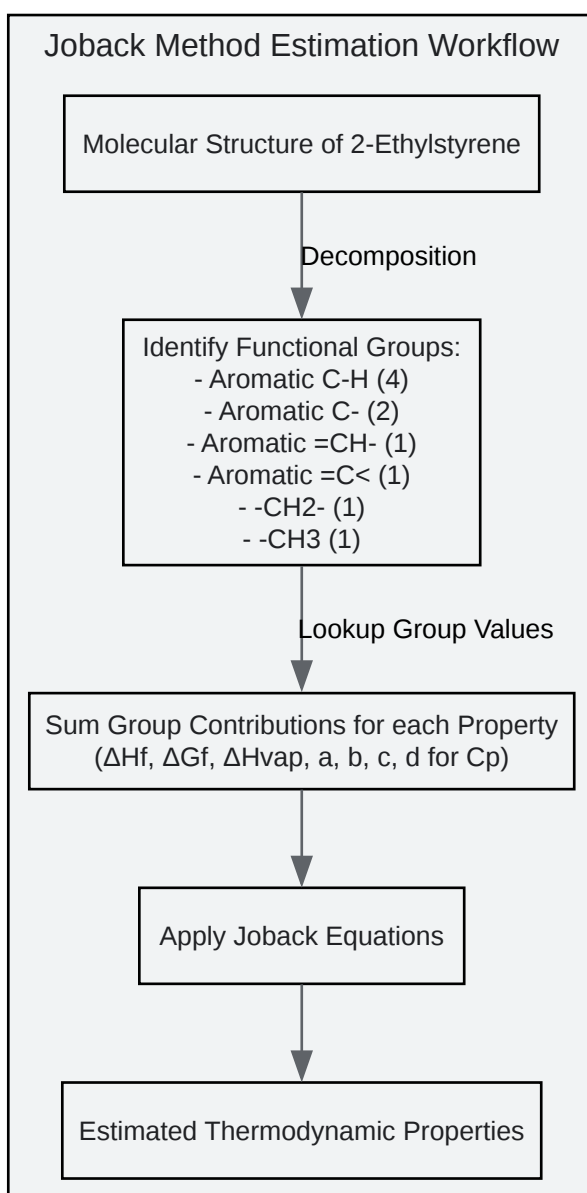 Joback Method Estimation Workflow
Molecular Structure of 2-Ethylstyrene
Decomposition
Identify Functional Groups:
- Aromatic C-H (4)
- Aromatic C- (2)
- Aromatic =CH- (1)
- Aromatic =C< (1)
- -CH2- (1)
- -CH3 (1)
Lookup Group Values
Sum Group Contributions for each Property
(ΔHf, ΔGf, ΔHvap, a, b, c, d for Cp)
Apply Joback Equations
Estimated Thermodynamic Properties